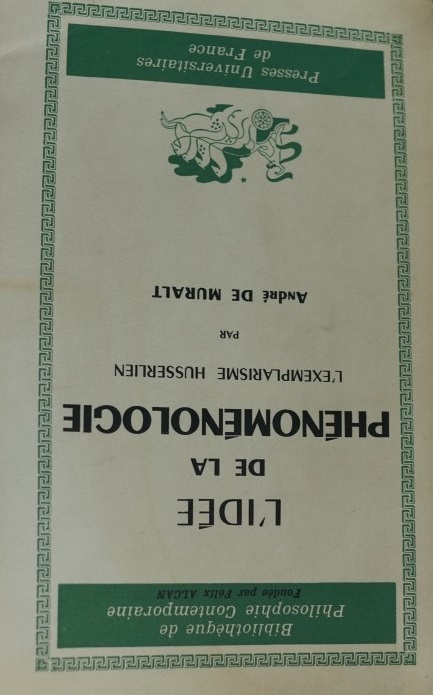 Bibliothèque de
Philosophie Contemporaine
Fondée par Félix ALCAN
L'IDÉE
DE LA
PHÉNOMÉNOLOGIE
L'EXEMPLARISME HUSSERLIEN
PAR
André DE MURALT
Presses Universitaires
de France